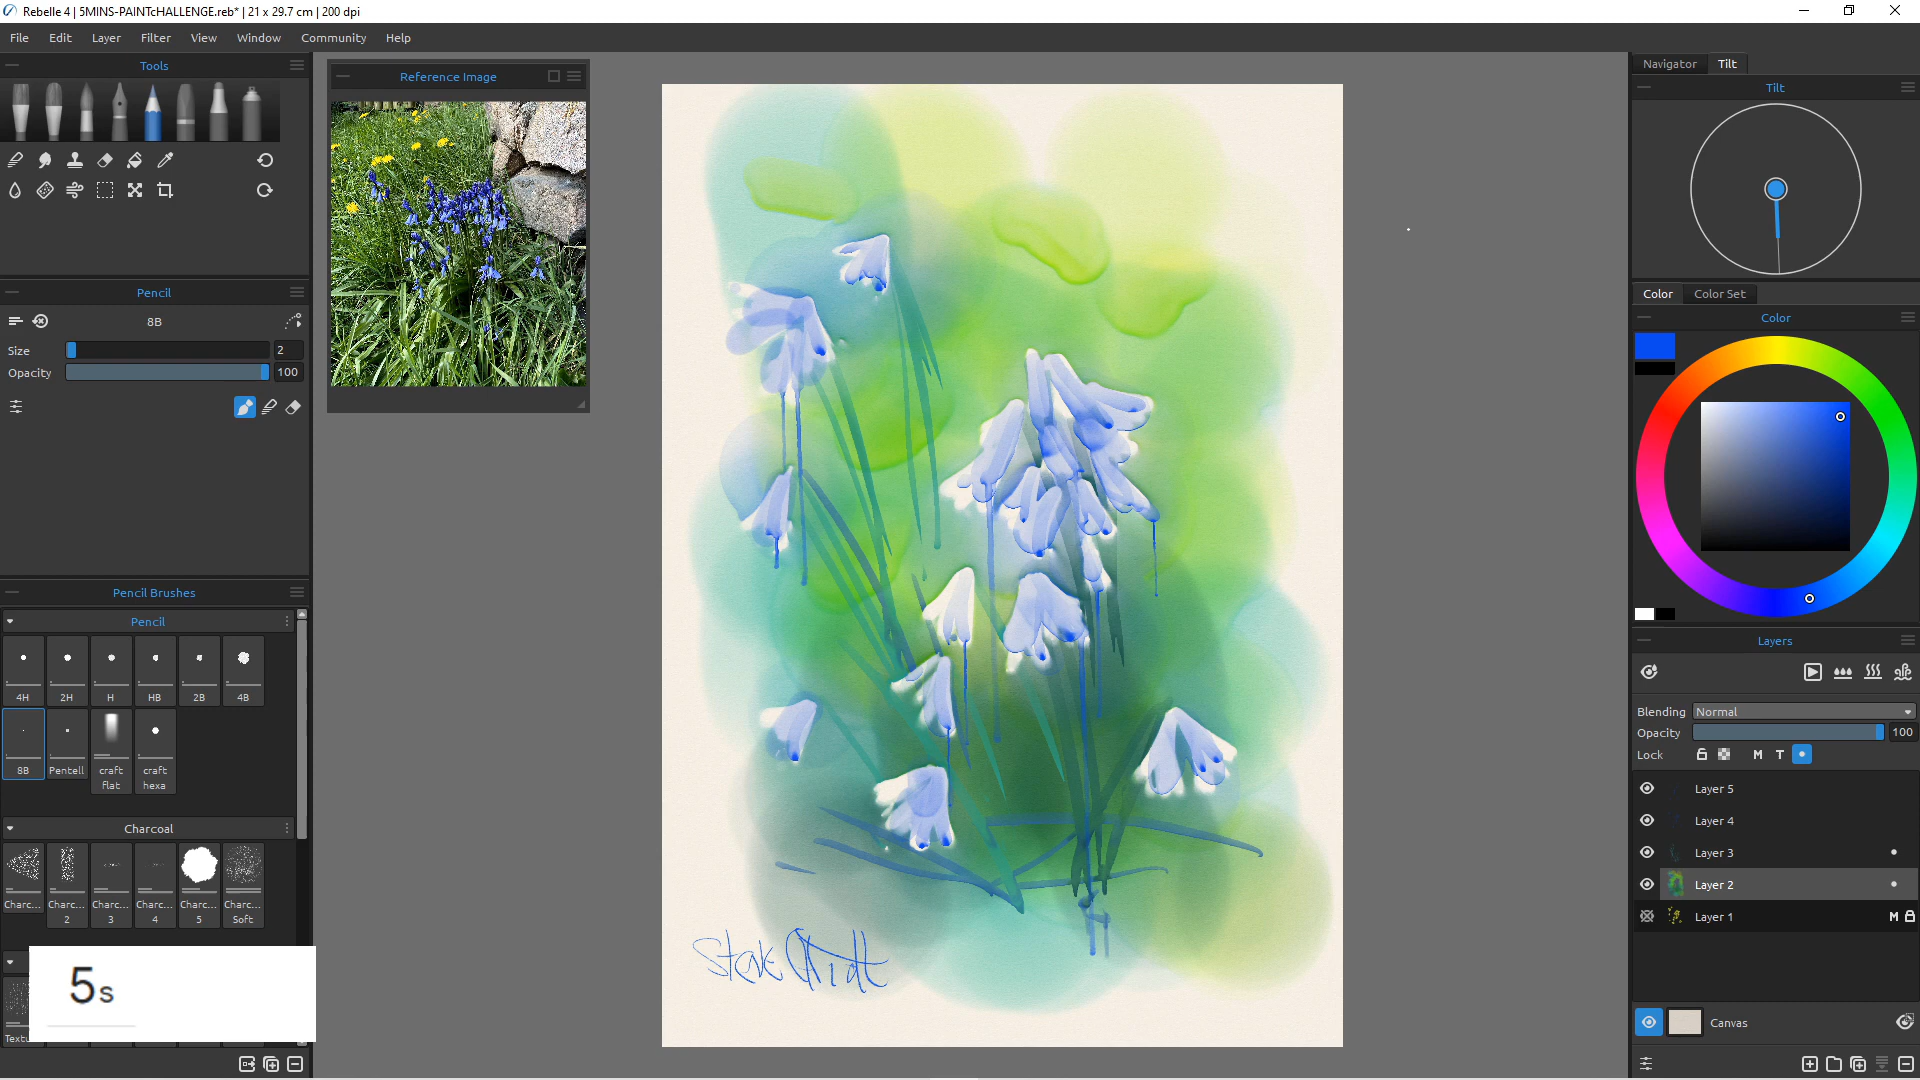 Rebelle 4 | 5MINS-PAINTcHALLENGE.reb* | 21 x 29.7 cm | 200 dpi
File Edit Layer Filter View Window Community Help
Tools
Reference Image
Navigator Tilt
Tilt
Pencil
8B
Size 2
Opacity 100
Color Color Set
Color
Pencil Brushes
Pencil
4H 2H H HB 2B 4B
8B Pentell craft flat craft hexa
Charcoal
Charc... Charc... 2 Charc... 3 Charc... 4 Charc... 5 Charc... Soft
5s
Layers
Blending Normal
Opacity 100
Lock M T
Layer 5
Layer 4
Layer 3
Layer 2
Layer 1 M
Canvas